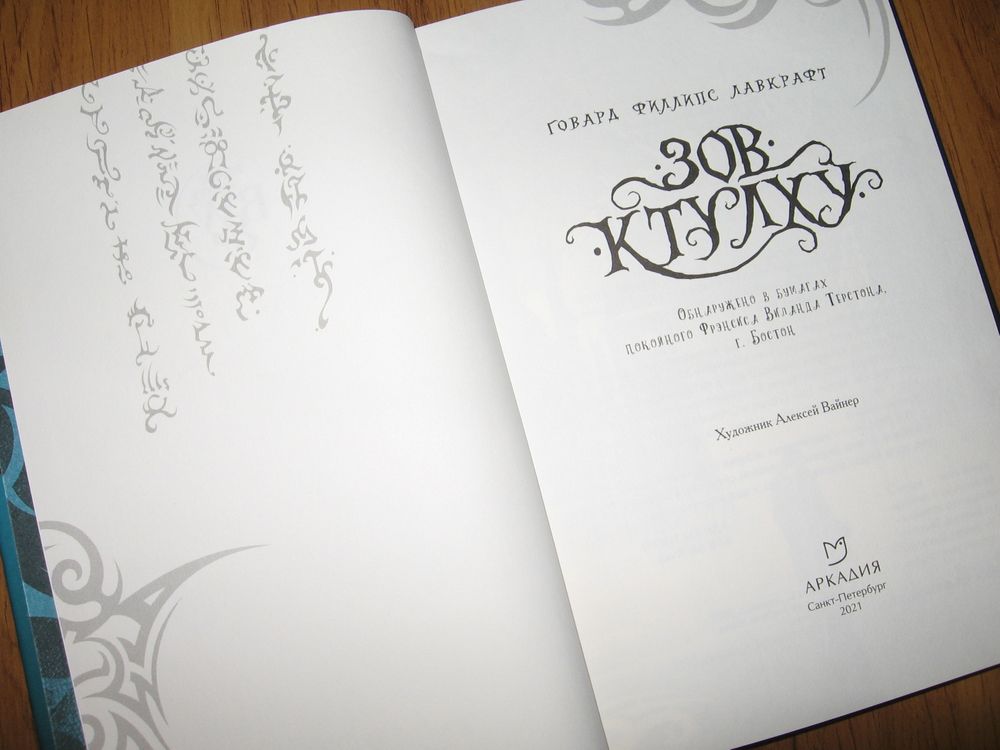 ГОВАРД ФИЛЛИПС ЛАВКРАФТ
ЗОВ
КТУЛХУ
Обнаружено в бумагах
покойного Фрэнсиса Виланда Терстона,
г. Бостон
Художник Алексей Вайнер
АРКАДИЯ
Санкт-Петербург
2021